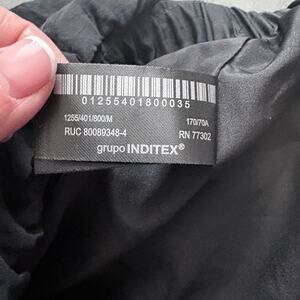 01255401800035
1255/401/800/M 170/70A
RUC 80089348-4 RN 77302
grupo INDITEX®